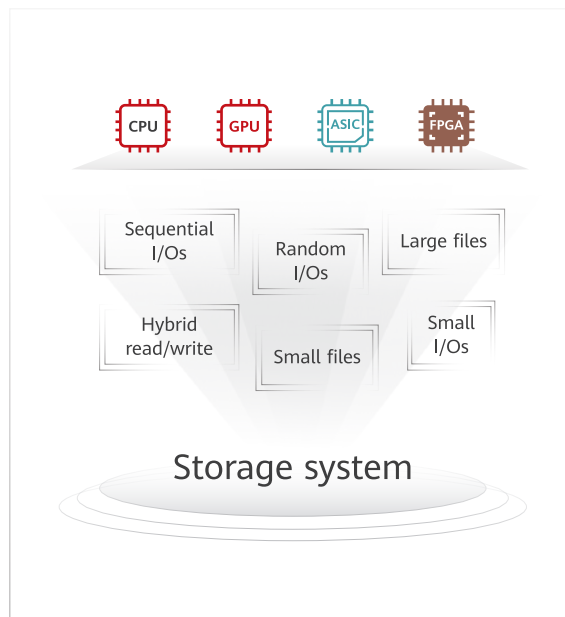 CPU
GPU
ASIC
FPGA
Sequential
I/Os
Random
I/Os
Large files
Hybrid
read/write
Small files
Small
I/Os
Storage system